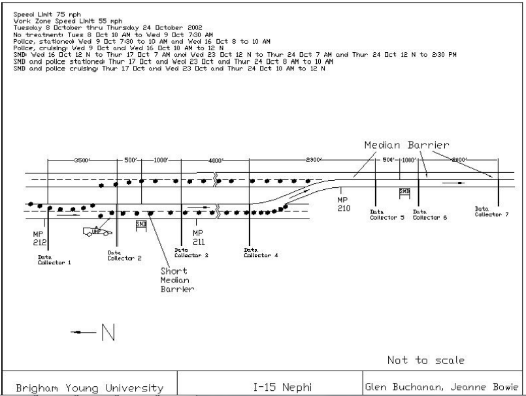 Speed Limit 75 mph
Work Zone Speed Limit 55 mph
Tuesday 8 October thru Thursday 24 October 2002
No treatment: Tues 8 Oct 10 AM to Wed 9 Oct 7:30 AM
Police, stationed: Wed 9 Oct 7:30 to 10 AM and Wed 16 Oct 8 to 10 AM
Police, cruising: Wed 9 Oct and Wed 16 Oct 10 AM to 12 N
SMD: Wed 16 Oct 12 N to Thur 17 Oct 7 AM and Wed 23 Oct 12 N to Thur 24 Oct 7 AM and Thur 24 Oct 12 N to 2:30 PM
SMD and police stationed: Thur 17 Oct and Wed 23 Oct and Thur 24 Oct 8 AM to 10 AM
SMD and police cruising: Thur 17 Oct and Wed 23 Oct and Thur 24 Oct 10 AM to 12 N
Median Barrier
3500' 500' 1000' 4000' 2900' 500' 1000'
SMD
MP 210
Data Collector 5
Data Collector 6
Data Collector 7
MP 212
SMD
MP 211
Data Collector 1
Data Collector 2
Data Collector 3
Data Collector 4
Short
Median
Barrier
N
Not to scale
Brigham Young University
I-15 Nephi
Glen Buchanan, Jeanne Bowie